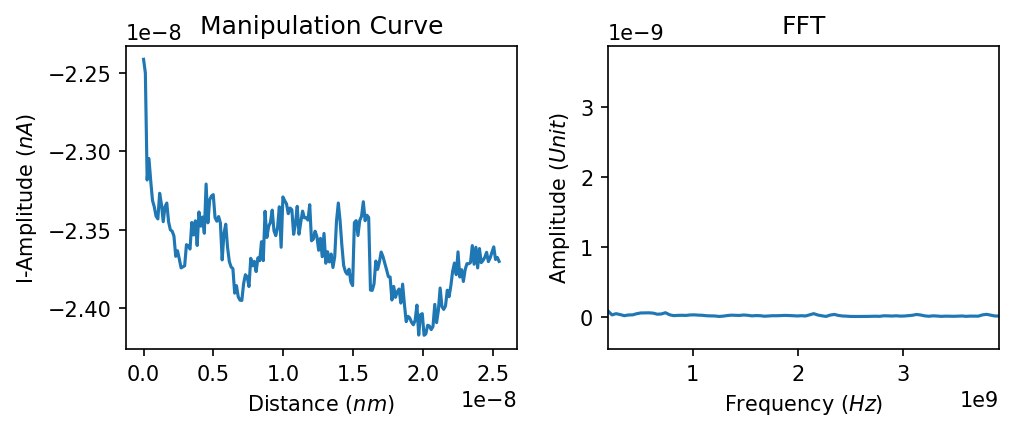 Manipulation Curve
1e−8
−2.25
−2.30
−2.35
−2.40
I-Amplitude (nA)
0.0 0.5 1.0 1.5 2.0 2.5
1e−8
Distance (nm)
FFT
1e−9
3
2
1
0
Amplitude (Unit)
1 2 3
1e9
Frequency (Hz)